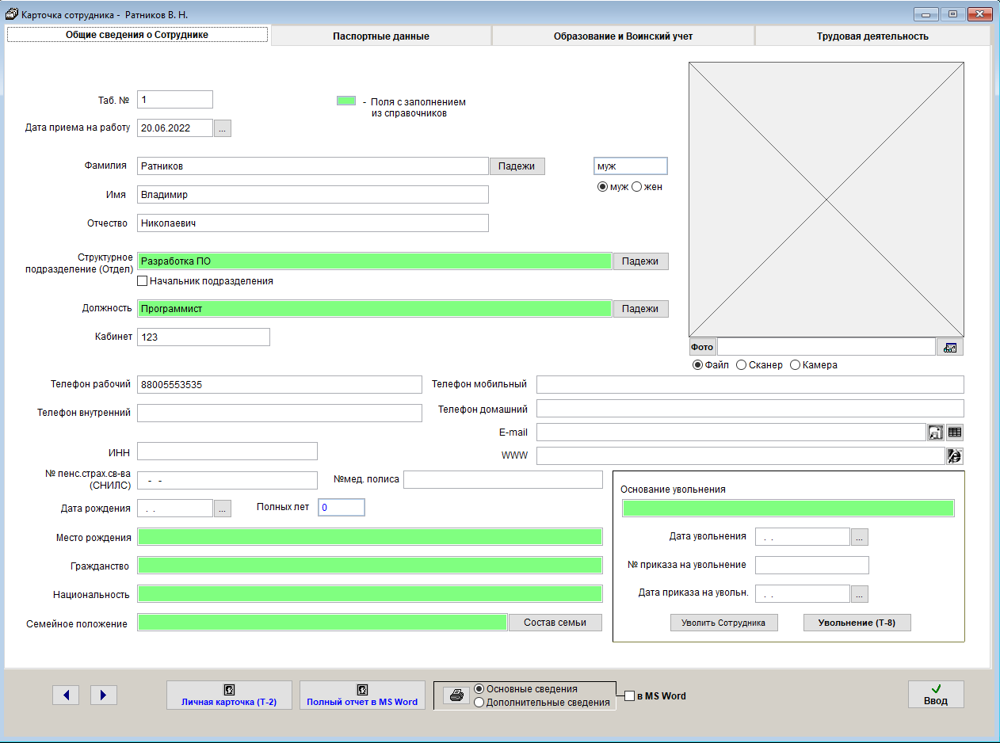 Карточка сотрудника - Ратников В. Н.
Общие сведения о Сотруднике
Паспортные данные
Образование и Воинский учет
Трудовая деятельность
Таб. №
1
- Поля с заполнением
из справочников
Дата приема на работу
20.06.2022
...
Фамилия
Ратников
Падежи
муж
муж
жен
Имя
Владимир
Отчество
Николаевич
Структурное
подразделение (Отдел)
Разработка ПО
Падежи
Начальник подразделения
Должность
Программист
Падежи
Кабинет
123
Фото
Файл
Сканер
Камера
Телефон рабочий
88005553535
Телефон мобильный
Телефон внутренний
Телефон домашний
E-mail
WWW
ИНН
№ пенс.страх.св-ва
(СНИЛС)
- -
№мед. полиса
Дата рождения
. .
...
Полных лет
0
Место рождения
Гражданство
Национальность
Семейное положение
Состав семьи
Основание увольнения
Дата увольнения
. .
...
№ приказа на увольнение
Дата приказа на увольн.
. .
...
Уволить Сотрудника
Увольнение (Т-8)
Личная карточка (Т-2)
Полный отчет в MS Word
Основные сведения
Дополнительные сведения
в MS Word
Ввод